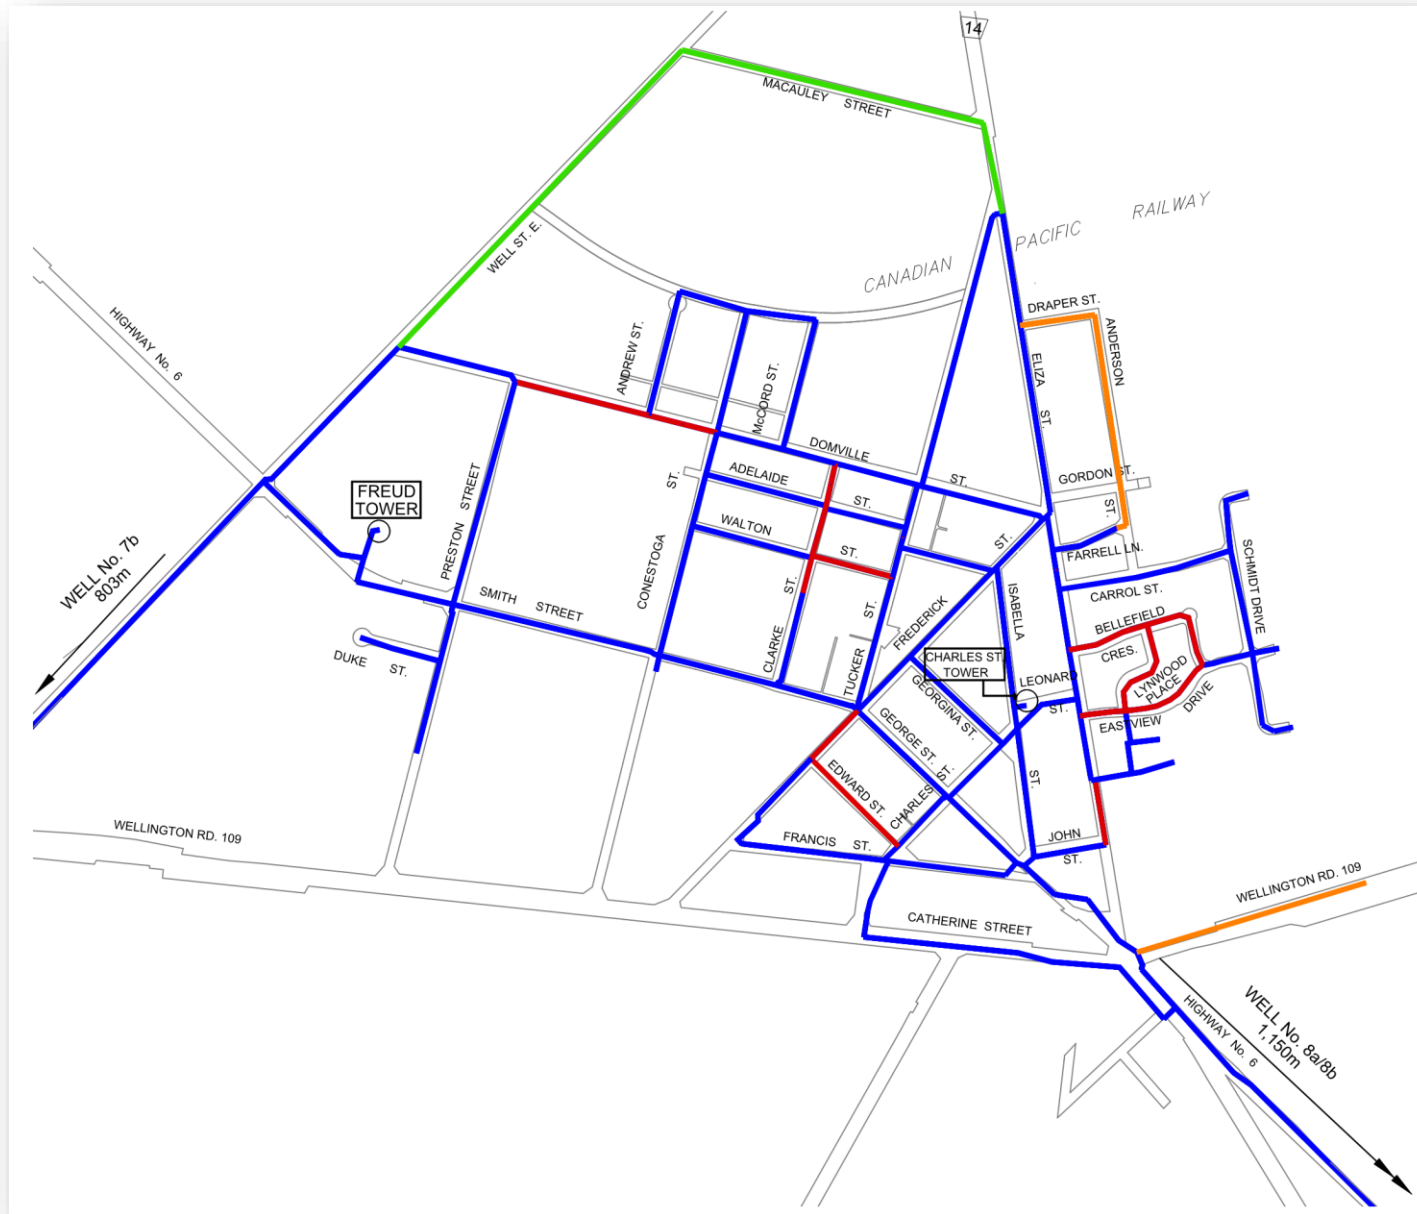 14
MACAULEY STREET
CANADIAN PACIFIC RAILWAY
WELL ST. E.
HIGHWAY No. 6
DRAPER ST.
ANDERSON ST.
ELIZA ST.
ANDREW ST.
McCORD ST.
DOMVILLE ST.
ADELAIDE ST.
WALTON ST.
GORDON ST.
FARRELL LN.
CARROL ST.
SCHMIDT DRIVE
FREUD
TOWER
PRESTON STREET
CONESTOGA ST.
WELL No. 7b
803m
SMITH STREET
DUKE ST.
CLARKE ST.
TUCKER ST.
FREDERICK ST.
ISABELLA ST.
BELLEFIELD
CRES.
LYNWOOD
PLACE
EASTVIEW DRIVE
CHARLES ST.
TOWER
LEONARD ST.
GEORGINA ST.
GEORGE ST.
EDWARD ST.
CHARLES ST.
FRANCIS ST.
JOHN ST.
WELLINGTON RD. 109
WELLINGTON RD. 109
CATHERINE STREET
HIGHWAY No. 6
WELL No. 8a/8b
1,150m